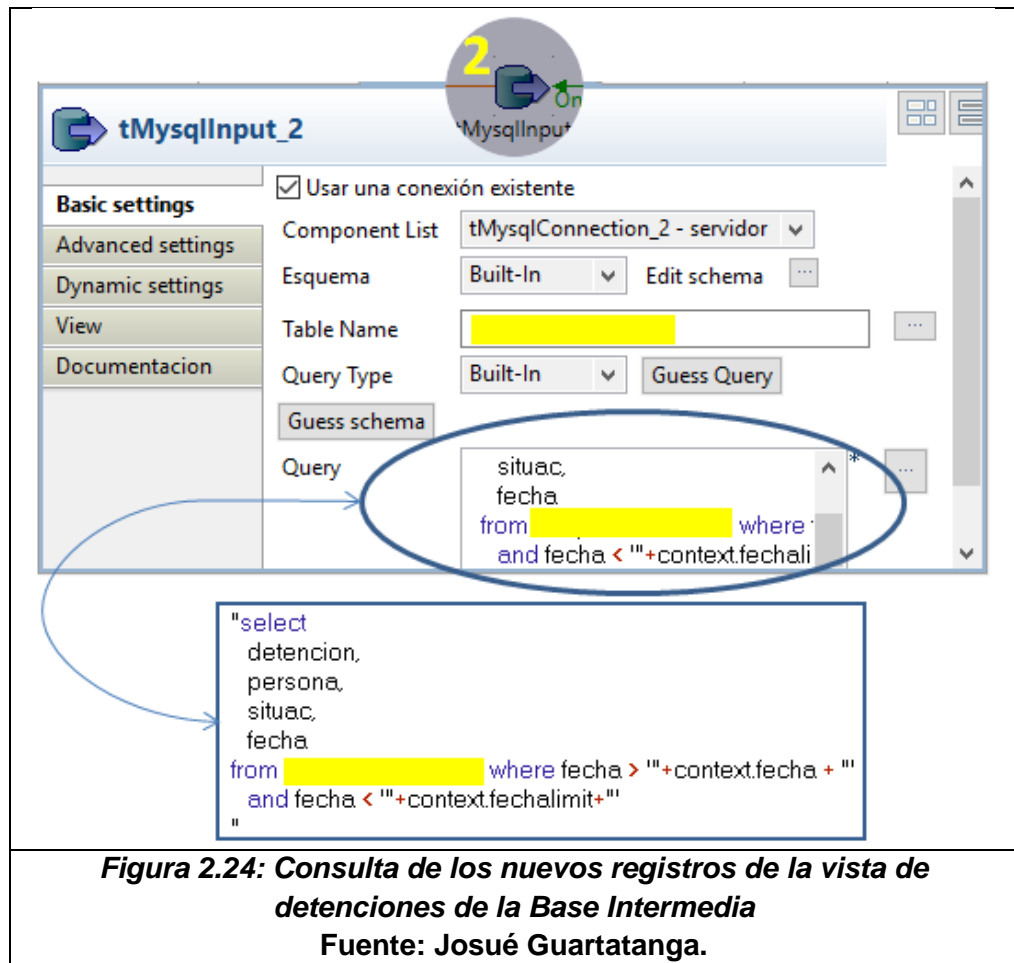 2
On
tMysqlInput
tMysqlInput_2
Basic settings
Advanced settings
Dynamic settings
View
Documentacion
Usar una conexión existente
Component List tMysqlConnection_2 - servidor
Esquema Built-In Edit schema ...
Table Name ...
Query Type Built-In Guess Query
Guess schema
Query
situac,
fecha
from where
and fecha < '"+context.fechali
* ...
"select
detencion,
persona,
situac,
fecha
from where fecha > '"+context.fecha + "'
and fecha < '"+context.fechalimit+"'
"
Figura 2.24: Consulta de los nuevos registros de la vista de
detenciones de la Base Intermedia
Fuente: Josué Guartatanga.